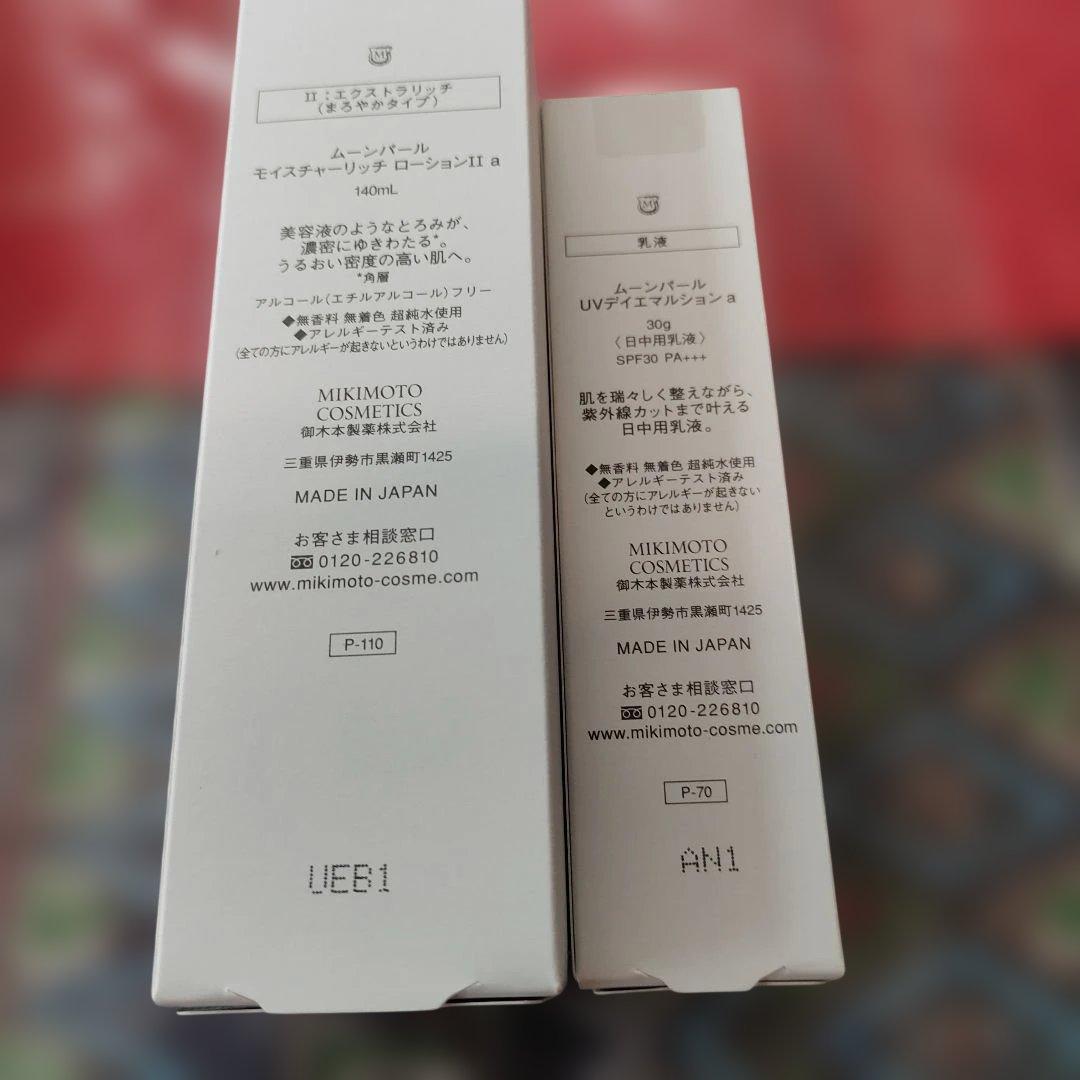 M
II：エクストラリッチ
（まろやかタイプ）
ムーンパール
モイスチャーリッチ ローションII a
140mL
美容液のようなとろみが、
濃密にゆきわたる*。
うるおい密度の高い肌へ。
*角層
アルコール（エチルアルコール）フリー
◆無香料 無着色 超純水使用
◆アレルギーテスト済み
（全ての方にアレルギーが起きないというわけではありません）
MIKIMOTO
COSMETICS
御木本製薬株式会社
三重県伊勢市黒瀬町1425
MADE IN JAPAN
お客さま相談窓口
0120-226810
www.mikimoto-cosme.com
P-110
UEB1
M
乳液
ムーンパール
UVデイエマルション a
30g
〈日中用乳液〉
SPF30 PA+++
肌を瑞々しく整えながら、
紫外線カットまで叶える
日中用乳液。
◆無香料 無着色 超純水使用
◆アレルギーテスト済み
（全ての方にアレルギーが起きない
というわけではありません）
MIKIMOTO
COSMETICS
御木本製薬株式会社
三重県伊勢市黒瀬町1425
MADE IN JAPAN
お客さま相談窓口
0120-226810
www.mikimoto-cosme.com
P-70
AN1